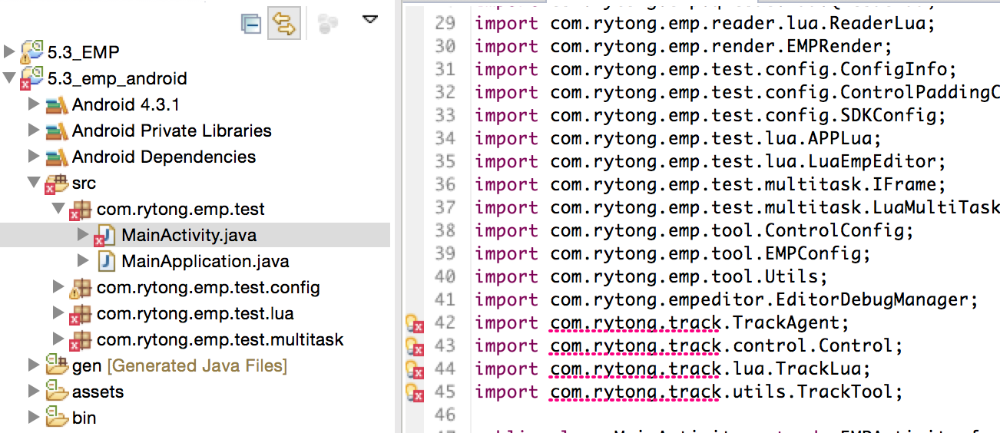 5.3_EMP
5.3_emp_android
Android 4.3.1
Android Private Libraries
Android Dependencies
src
com.rytong.emp.test
MainActivity.java
MainApplication.java
com.rytong.emp.test.config
com.rytong.emp.test.lua
com.rytong.emp.test.multitask
gen [Generated Java Files]
assets
bin
29 import com.rytong.emp.reader.lua.ReaderLua;
30 import com.rytong.emp.render.EMPRender;
31 import com.rytong.emp.test.config.ConfigInfo;
32 import com.rytong.emp.test.config.ControlPaddingC
33 import com.rytong.emp.test.config.SDKConfig;
34 import com.rytong.emp.test.lua.APPLua;
35 import com.rytong.emp.test.lua.LuaEmpEditor;
36 import com.rytong.emp.test.multitask.IFrame;
37 import com.rytong.emp.test.multitask.LuaMultiTask
38 import com.rytong.emp.tool.ControlConfig;
39 import com.rytong.emp.tool.EMPConfig;
40 import com.rytong.emp.tool.Utils;
41 import com.rytong.empeditor.EditorDebugManager;
42 import com.rytong.track.TrackAgent;
43 import com.rytong.track.control.Control;
44 import com.rytong.track.lua.TrackLua;
45 import com.rytong.track.utils.TrackTool;
46